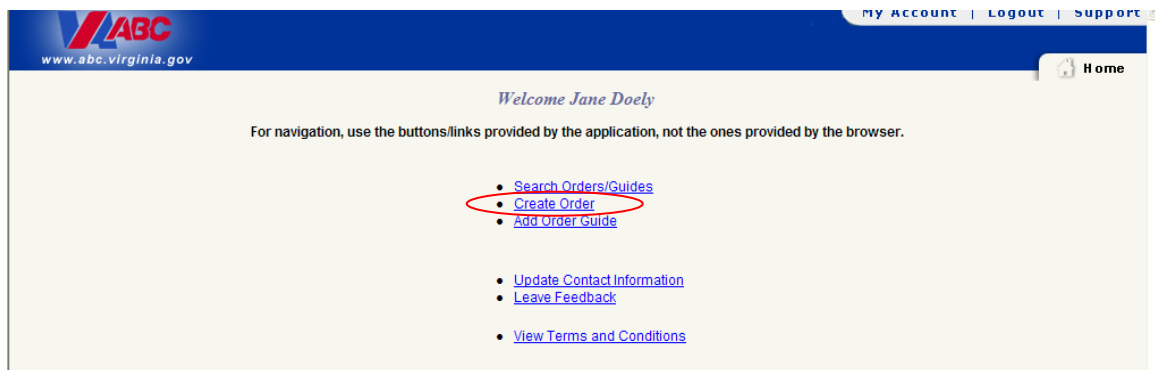 My Account | Logout | Support
ABC
www.abc.virginia.gov
Home
Welcome Jane Doely
For navigation, use the buttons/links provided by the application, not the ones provided by the browser.
• Search Orders/Guides
• Create Order
• Add Order Guide
• Update Contact Information
• Leave Feedback
• View Terms and Conditions